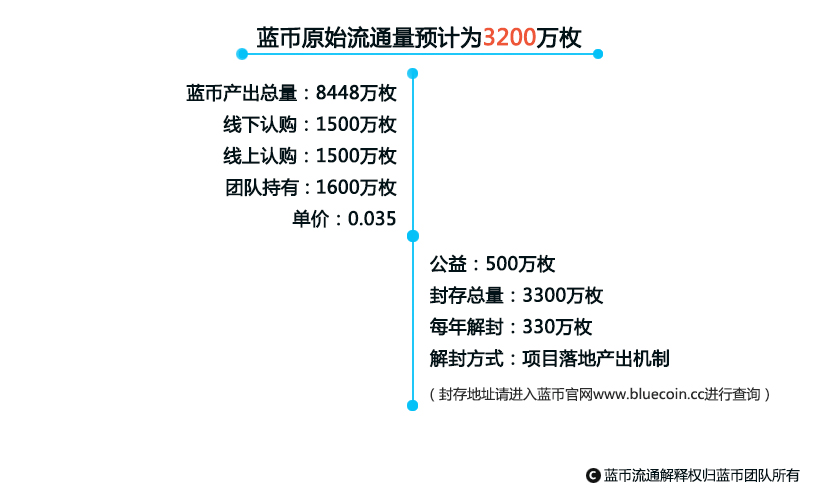 蓝币原始流通量预计为3200万枚
蓝币产出总量：8448万枚
线下认购：1500万枚
线上认购：1500万枚
团队持有：1600万枚
单价：0.035
公益：500万枚
封存总量：3300万枚
每年解封：330万枚
解封方式：项目落地产出机制
（封存地址请进入蓝币官网www.bluecoin.cc进行查询）
C 蓝币流通解释权归蓝币团队所有